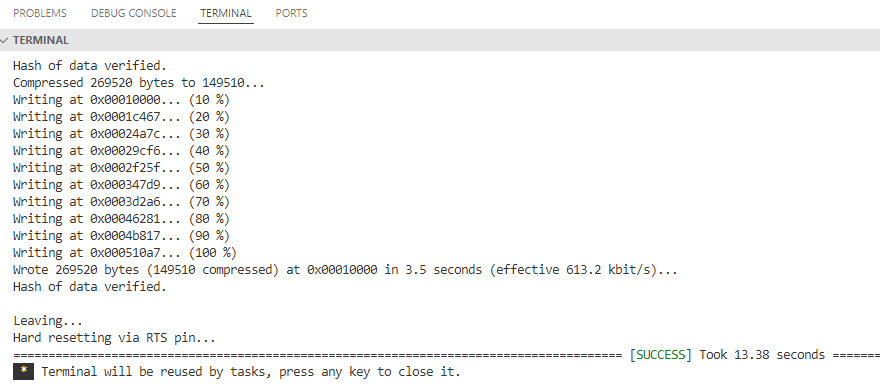 PROBLEMS DEBUG CONSOLE TERMINAL PORTS
TERMINAL
Hash of data verified.
Compressed 269520 bytes to 149510...
Writing at 0x00010000... (10 %)
Writing at 0x0001c467... (20 %)
Writing at 0x00024a7c... (30 %)
Writing at 0x00029cf6... (40 %)
Writing at 0x0002f25f... (50 %)
Writing at 0x000347d9... (60 %)
Writing at 0x0003d2a6... (70 %)
Writing at 0x00046281... (80 %)
Writing at 0x0004b817... (90 %)
Writing at 0x000510a7... (100 %)
Wrote 269520 bytes (149510 compressed) at 0x00010000 in 3.5 seconds (effective 613.2 kbit/s)...
Hash of data verified.
Leaving...
Hard resetting via RTS pin...
======================================================================================= [SUCCESS] Took 13.38 seconds =======
* Terminal will be reused by tasks, press any key to close it.